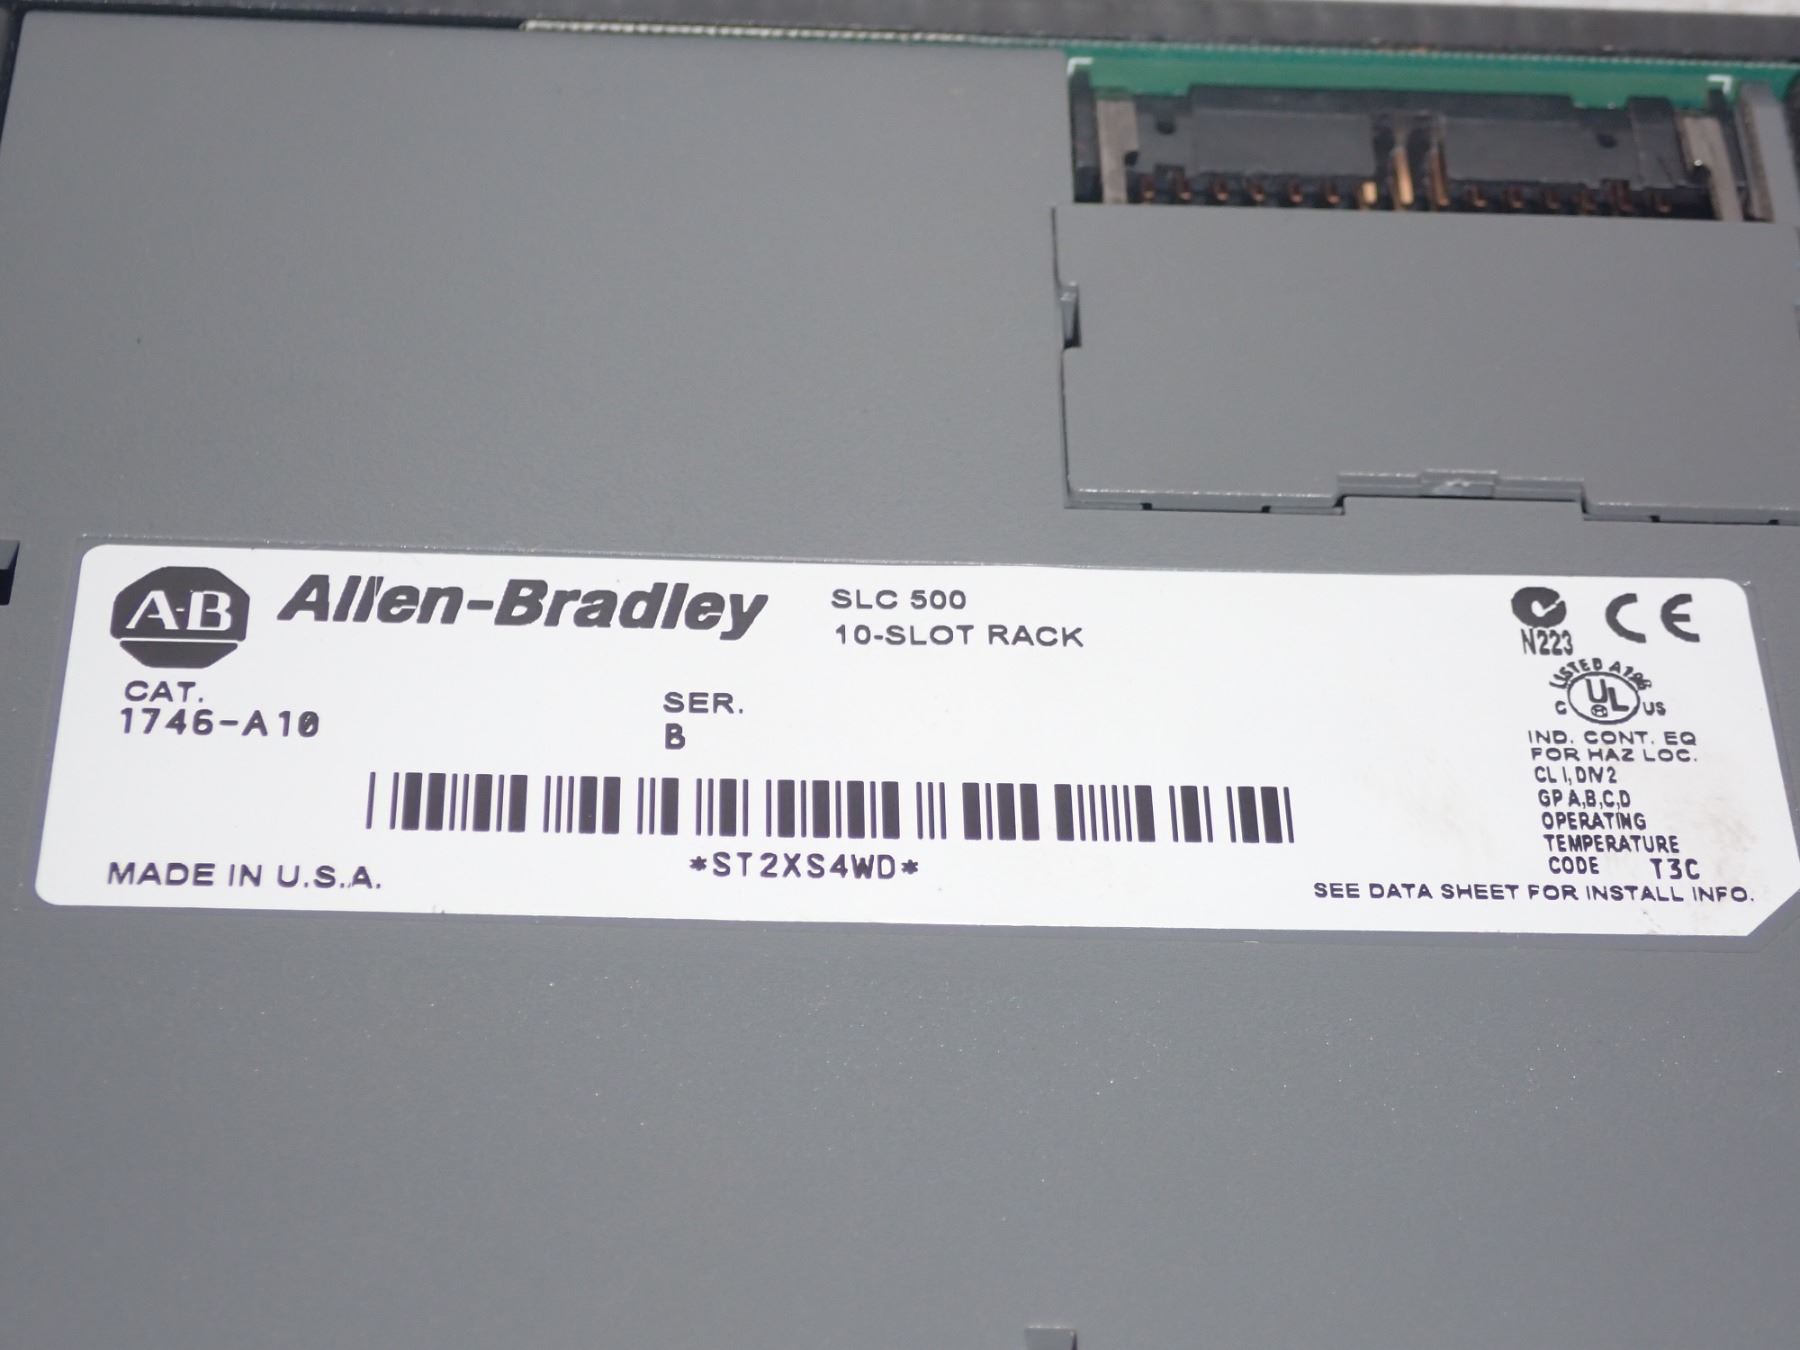 A-B Allen-Bradley
SLC 500
10-SLOT RACK
CAT.
1746-A10
SER.
B
*ST2XS4WD*
MADE IN U.S.A.
N223
CE
LISTED A196
C UL US
IND. CONT. EQ
FOR HAZ LOC.
CL I, DIV 2
GP A,B,C,D
OPERATING
TEMPERATURE
CODE T3C
SEE DATA SHEET FOR INSTALL INFO.